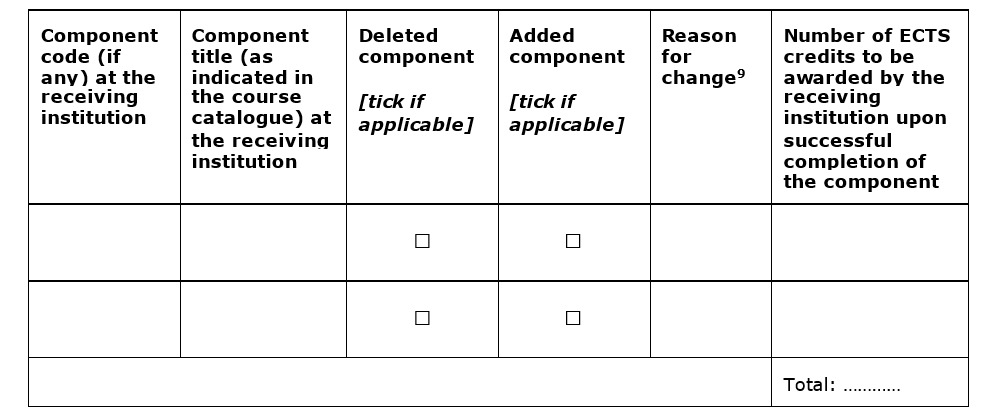 Component
code (if
any) at the
receiving
institution
Component
title (as
indicated in
the course
catalogue) at
the receiving
institution
Deleted
component
[tick if
applicable]
Added
component
[tick if
applicable]
Reason
for
change⁹
Number of ECTS
credits to be
awarded by the
receiving
institution upon
successful
completion of
the component
☐
☐
☐
☐
Total: …………